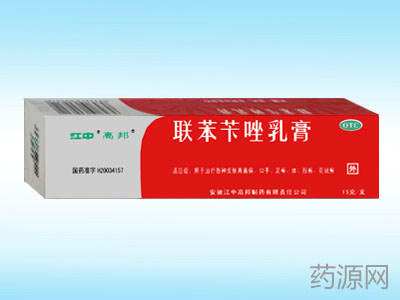 江中® 高邦®
联苯苄唑乳膏
OTC
国药准字 H20034157
适应症：用于治疗各种皮肤真菌病，如手、足癣，体、股癣，花斑癣
外
安徽江中高邦制药有限责任公司
15克/支
药源网